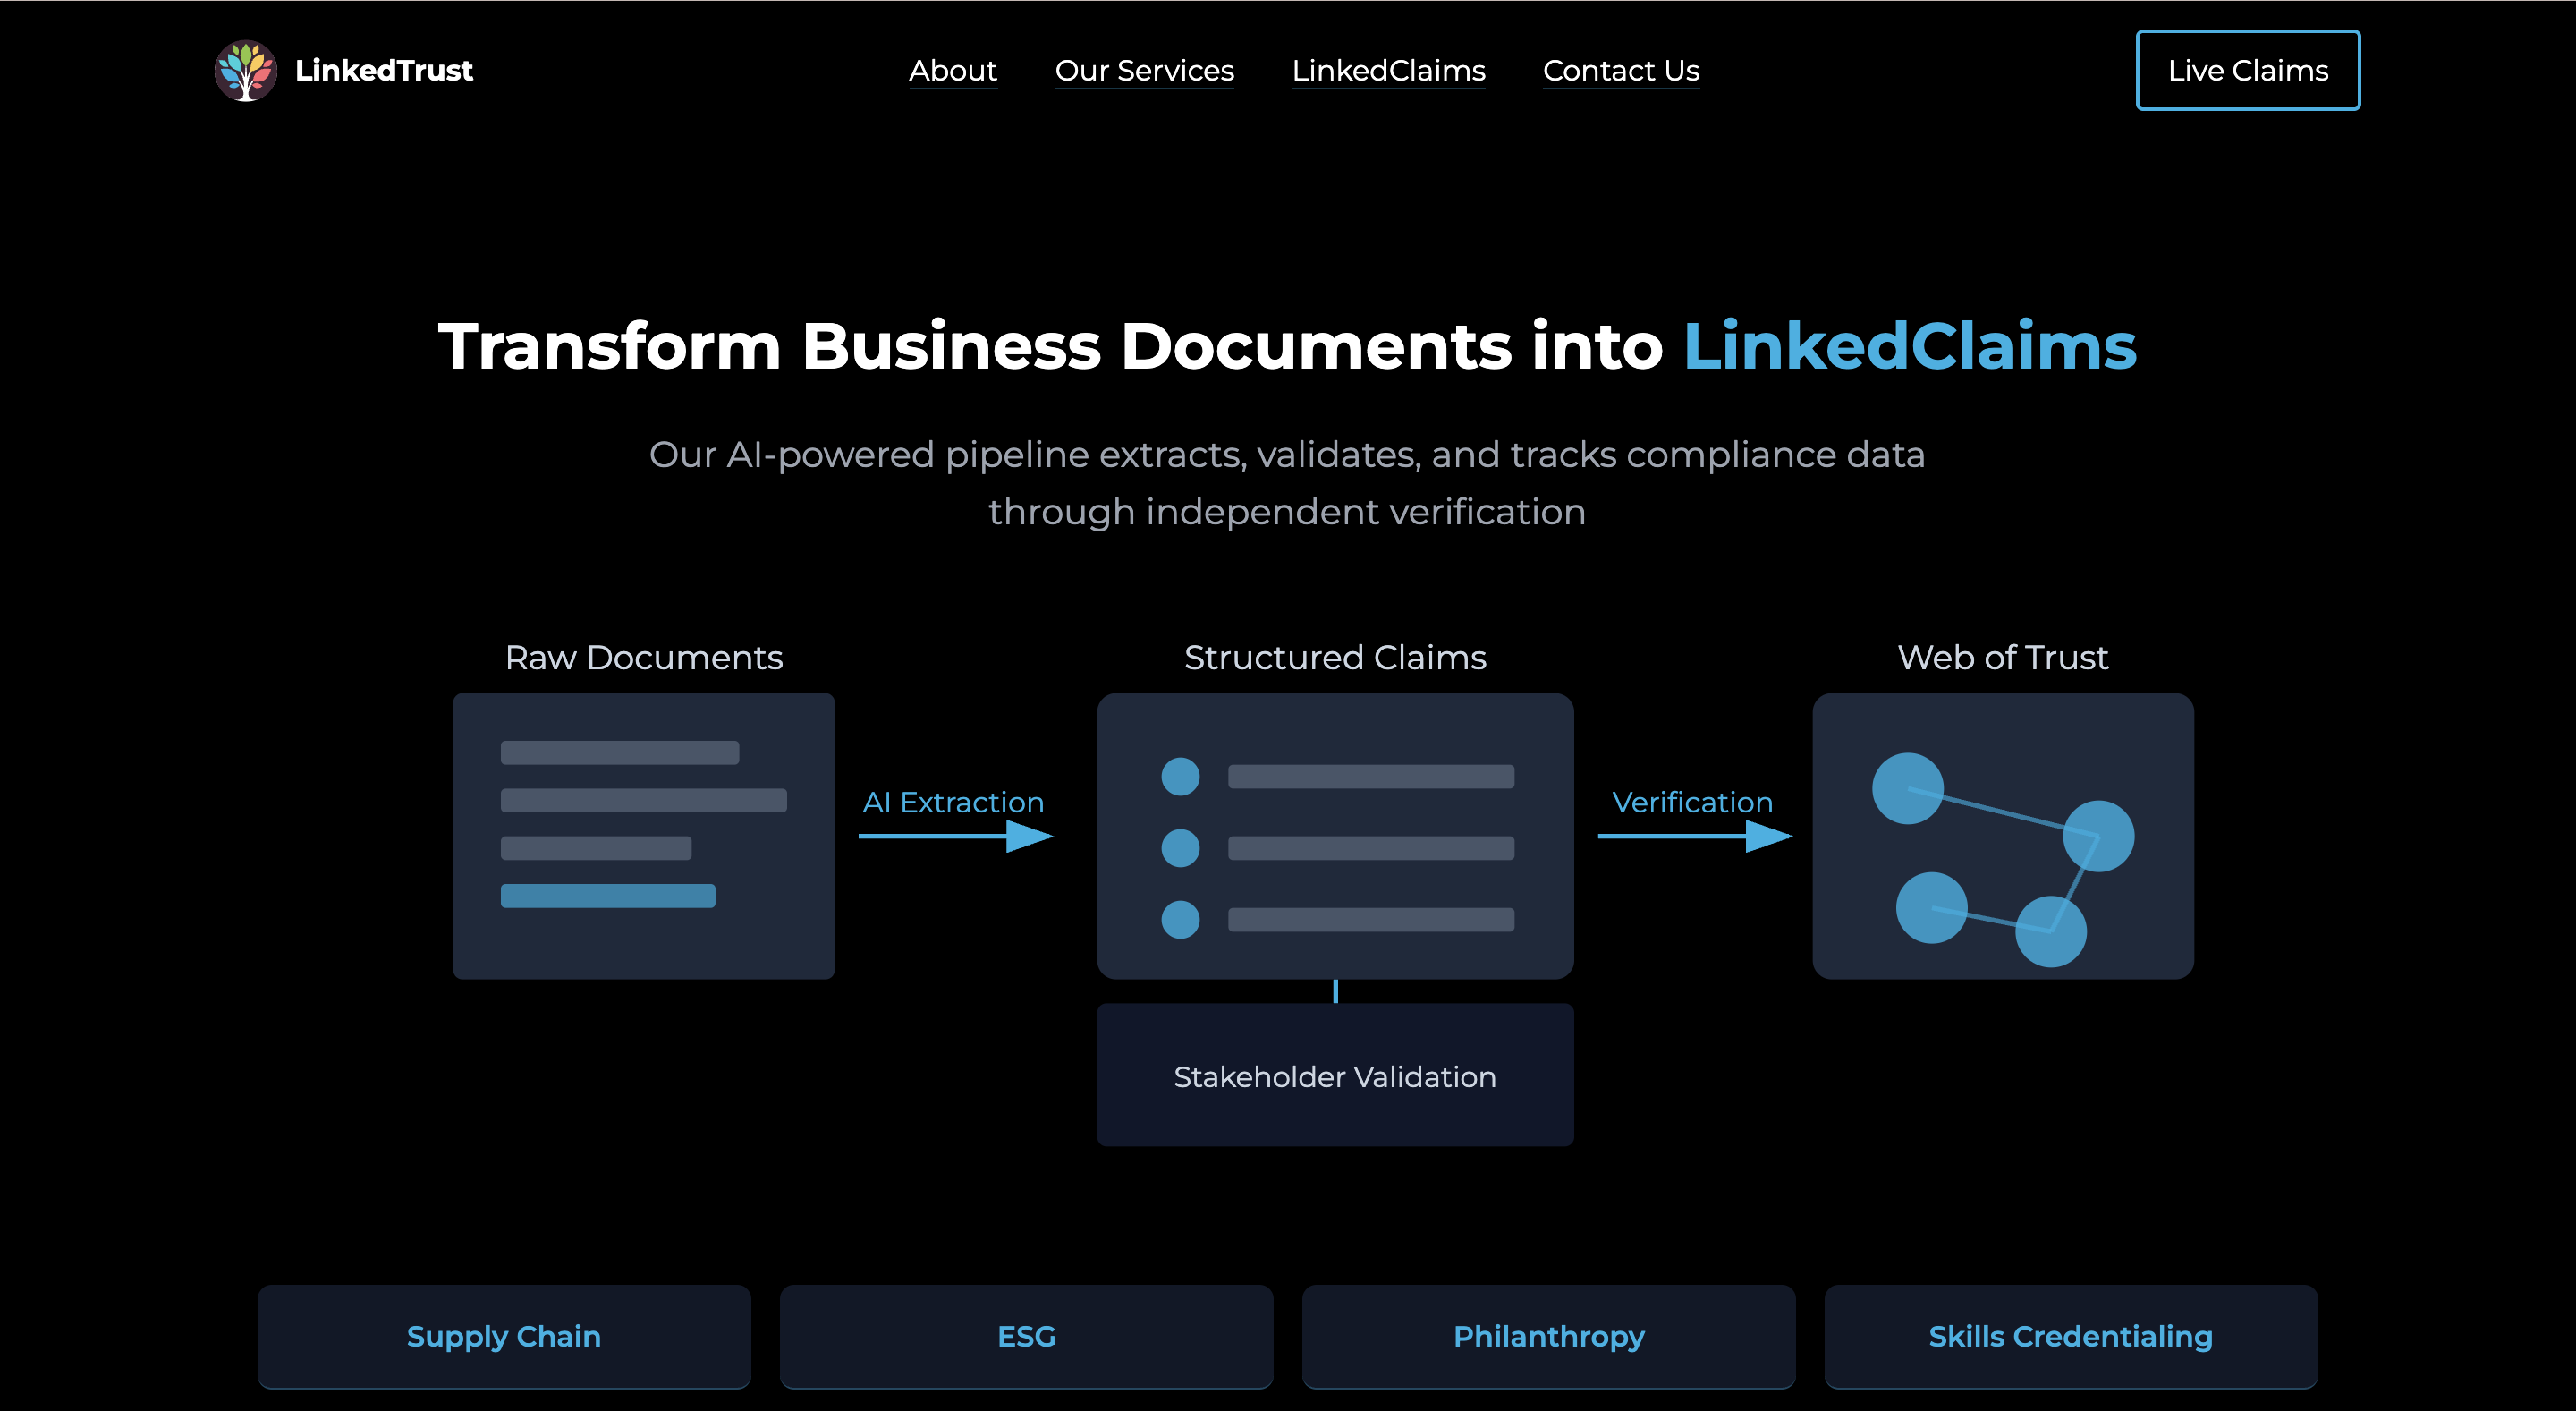 LinkedTrust
About
Our Services
LinkedClaims
Contact Us
Live Claims
Transform Business Documents into LinkedClaims
Our AI-powered pipeline extracts, validates, and tracks compliance data
through independent verification
Raw Documents
Structured Claims
Web of Trust
AI Extraction
Verification
Stakeholder Validation
Supply Chain
ESG
Philanthropy
Skills Credentialing